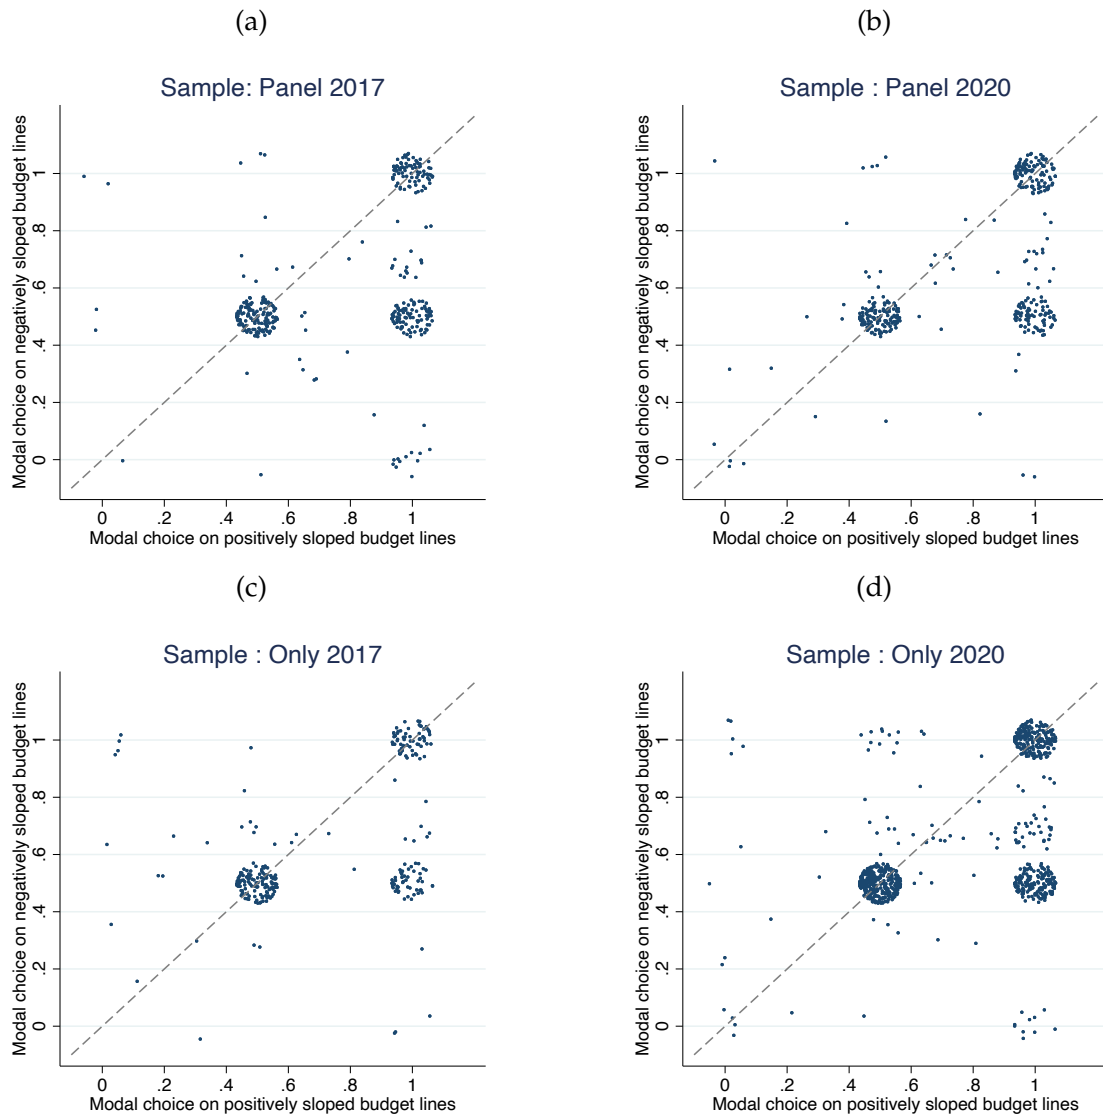 (a)
Sample: Panel 2017
Modal choice on negatively sloped budget lines
1
.8
.6
.4
.2
0
0 .2 .4 .6 .8 1
Modal choice on positively sloped budget lines
(b)
Sample : Panel 2020
Modal choice on negatively sloped budget lines
1
.8
.6
.4
.2
0
0 .2 .4 .6 .8 1
Modal choice on positively sloped budget lines
(c)
Sample : Only 2017
Modal choice on negatively sloped budget lines
1
.8
.6
.4
.2
0
0 .2 .4 .6 .8 1
Modal choice on positively sloped budget lines
(d)
Sample : Only 2020
Modal choice on negatively sloped budget lines
1
.8
.6
.4
.2
0
0 .2 .4 .6 .8 1
Modal choice on positively sloped budget lines